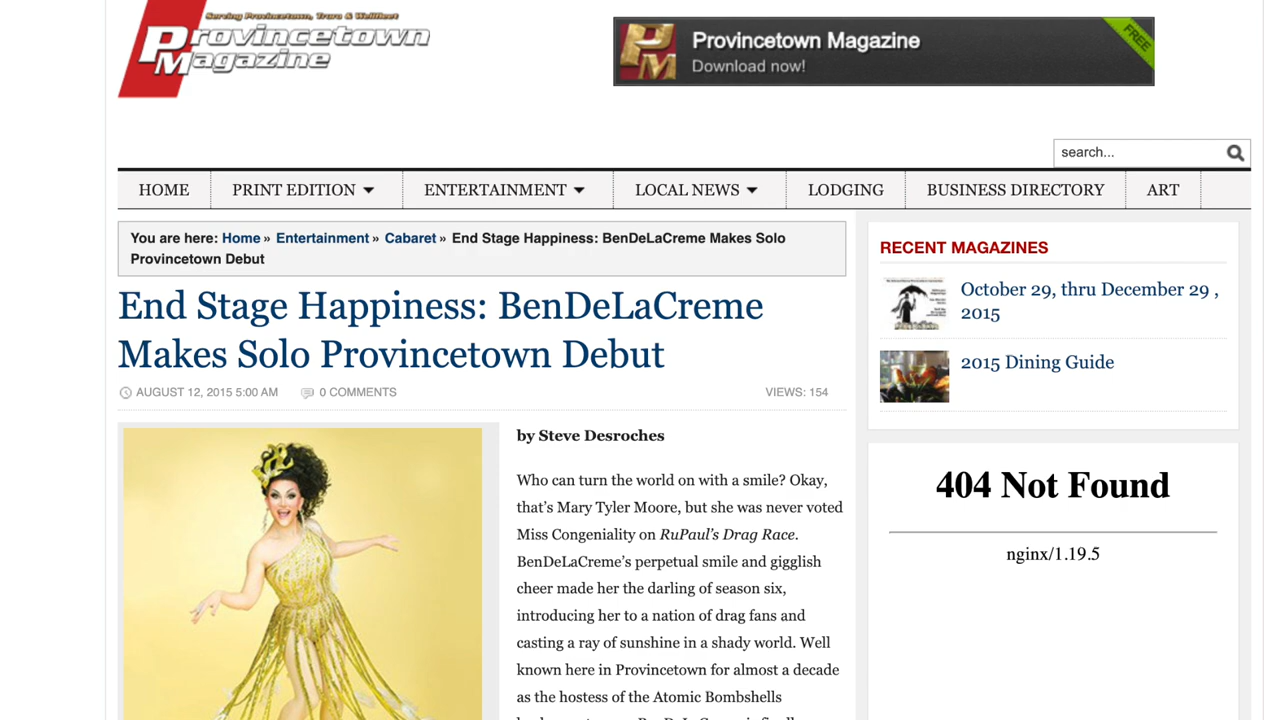 Serving Provincetown, Truro & Wellfleet
Provincetown
Magazine
PM
Provincetown Magazine
Download now!
FREE
search...
HOME
PRINT EDITION
ENTERTAINMENT
LOCAL NEWS
LODGING
BUSINESS DIRECTORY
ART
You are here: Home » Entertainment » Cabaret » End Stage Happiness: BenDeLaCreme Makes Solo
Provincetown Debut
End Stage Happiness: BenDeLaCreme
Makes Solo Provincetown Debut
AUGUST 12, 2015 5:00 AM
0 COMMENTS
VIEWS: 154
by Steve Desroches
Who can turn the world on with a smile? Okay,
that’s Mary Tyler Moore, but she was never voted
Miss Congeniality on RuPaul’s Drag Race.
BenDeLaCreme’s perpetual smile and gigglish
cheer made her the darling of season six,
introducing her to a nation of drag fans and
casting a ray of sunshine in a shady world. Well
known here in Provincetown for almost a decade
as the hostess of the Atomic Bombshells
RECENT MAGAZINES
October 29, thru December 29 ,
2015
2015 Dining Guide
404 Not Found
nginx/1.19.5